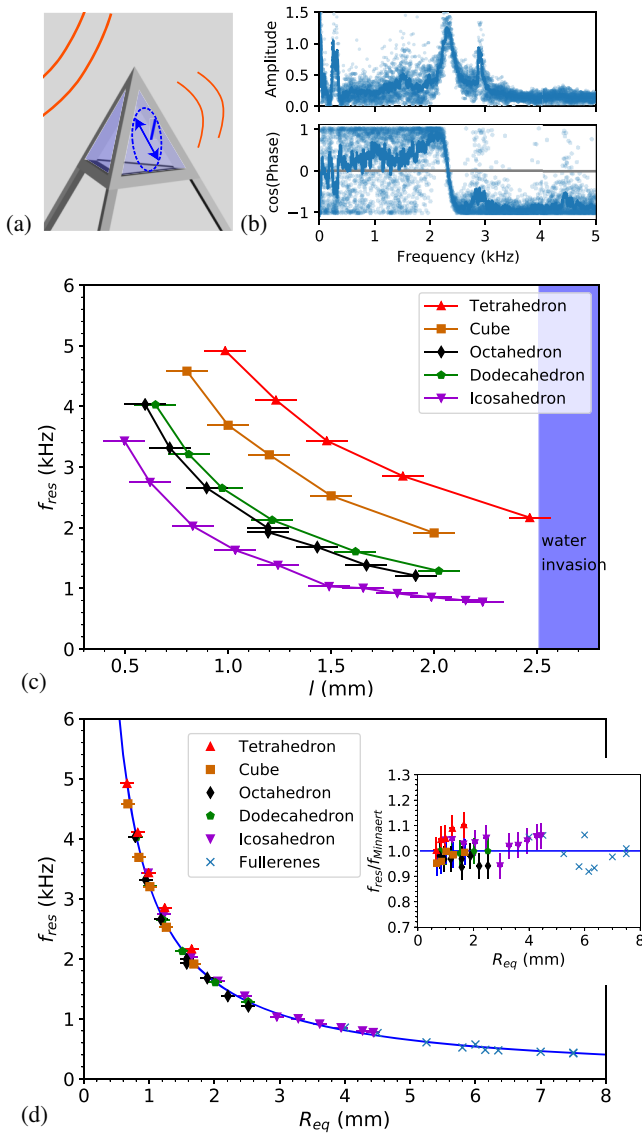 l
(a)
Amplitude
1.5
1.0
0.5
0.0
cos(Phase)
1
0
−1
0 1 2 3 4 5
Frequency (kHz)
(b)
f_res (kHz)
6
5
4
3
2
1
0
Tetrahedron
Cube
Octahedron
Dodecahedron
Icosahedron
water
invasion
0.5 1.0 1.5 2.0 2.5
l (mm)
(c)
f_res (kHz)
6
5
4
3
2
1
0
Tetrahedron
Cube
Octahedron
Dodecahedron
Icosahedron
Fullerenes
f_res/f_Minnaert
1.3
1.2
1.1
1.0
0.9
0.8
0.7
0 2 4 6 8
R_eq (mm)
0 1 2 3 4 5 6 7 8
R_eq (mm)
(d)